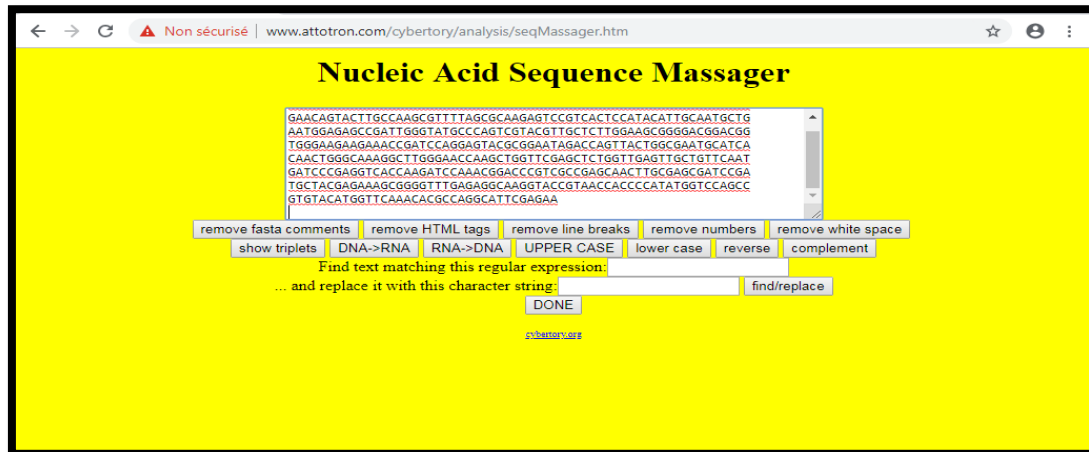 Non sécurisé | www.attotron.com/cybertory/analysis/seqMassager.htm
Nucleic Acid Sequence Massager
GAACAGTACTTGCCAAGCGTTTTAGCGCAAGAGTCCGTCACTCCATACATTGCAATGCTG
AATGGAGAGCCGATTGGGTATGCCCAGTCGTACGTTGCTCTTGGAAGCGGGGACGGACGG
TGGGAAGAAGAAACCGATCCAGGAGTACGCGGAATAGACCAGTTACTGGCGAATGCATCA
CAACTGGGCAAAGGCTTGGGAACCAAGCTGGTTCGAGCTCTGGTTGAGTTGCTGTTCAAT
GATCCCGAGGTCACCAAGATCCAAACGGACCCGTCGCCGAGCAACTTGCGAGCGATCCGA
TGCTACGAGAAAGCGGGGTTTGAGAGGCAAGGTACCGTAACCACCCCATATGGTCCAGCC
GTGTACATGGTTCAAACACGCCAGGCATTCGAGAA
remove fasta comments remove HTML tags remove line breaks remove numbers remove white space
show triplets DNA->RNA RNA->DNA UPPER CASE lower case reverse complement
Find text matching this regular expression:
... and replace it with this character string: find/replace
DONE
cybertory.org